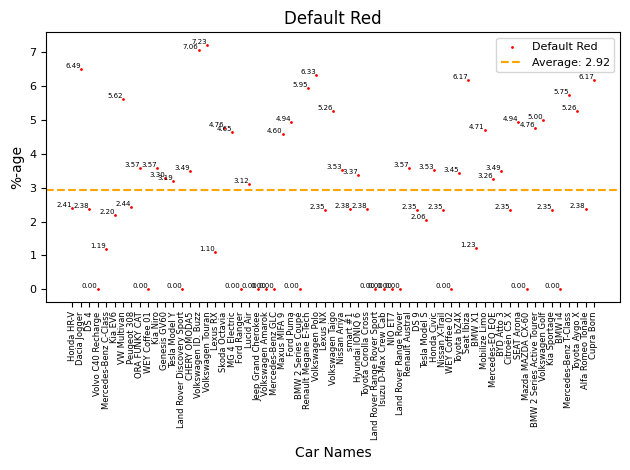 Default Red
Default Red
Average: 2.92
%-age
7
6
5
4
3
2
1
0
2.41
6.49
2.38
0.00
1.19
2.20
5.62
2.44
3.57
0.00
3.57
3.30
3.19
0.00
3.49
7.06
7.23
1.10
4.76
4.65
0.00
3.12
0.00
0.00
0.00
4.60
4.94
0.00
5.95
6.33
2.35
5.26
3.53
2.38
3.37
2.38
0.00
0.00
0.00
0.00
3.57
2.35
2.06
3.53
2.35
0.00
3.45
6.17
1.23
4.71
3.26
3.49
2.35
4.94
0.00
4.76
5.00
2.35
0.00
5.75
5.26
2.38
6.17
Honda HR-V
Dacia Jogger
DS 4
Volvo C40 Recharge
Mercedes-Benz C-Class
Kia EV6
VW Multivan
Peugeot 308
ORA FUNKY CAT
WEY Coffee 01
Kia Niro
Genesis GV60
Tesla Model Y
Land Rover Discovery Sport
CHERY OMODA5
Volkswagen ID. Buzz
Volkswagen Touran
Lexus RX
Skoda Octavia
MG 4 Electric
Ford Ranger
Lucid Air
Jeep Grand Cherokee
Volkswagen Amarok
Mercedes-Benz GLC
Maxus MIFA 9
Ford Puma
BMW 2 Series Coupé
Renault Megane E-Tech
Volkswagen Polo
Lexus NX
Volkswagen Taigo
Nissan Ariya
smart #1
Hyundai IONIQ 6
Toyota Corolla Cross
Land Rover Range Rover Sport
Isuzu D-Max Crew Cab
NIO ET7
Land Rover Range Rover
Renault Austral
DS 9
Tesla Model S
Honda Civic
Nissan X-Trail
WEY Coffee 02
Toyota bZ4X
Seat Ibiza
BMW X1
Mobilize Limo
Mercedes-EQ EQE
BYD Atto 3
Citroën C5 X
SEAT Arona
Mazda MAZDA CX-60
BMW 2 Series Active Tourer
Volkswagen Golf
Kia Sportage
BMW i4
Mercedes-Benz T-Class
Toyota Aygo X
Alfa Romeo Tonale
Cupra Born
Car Names